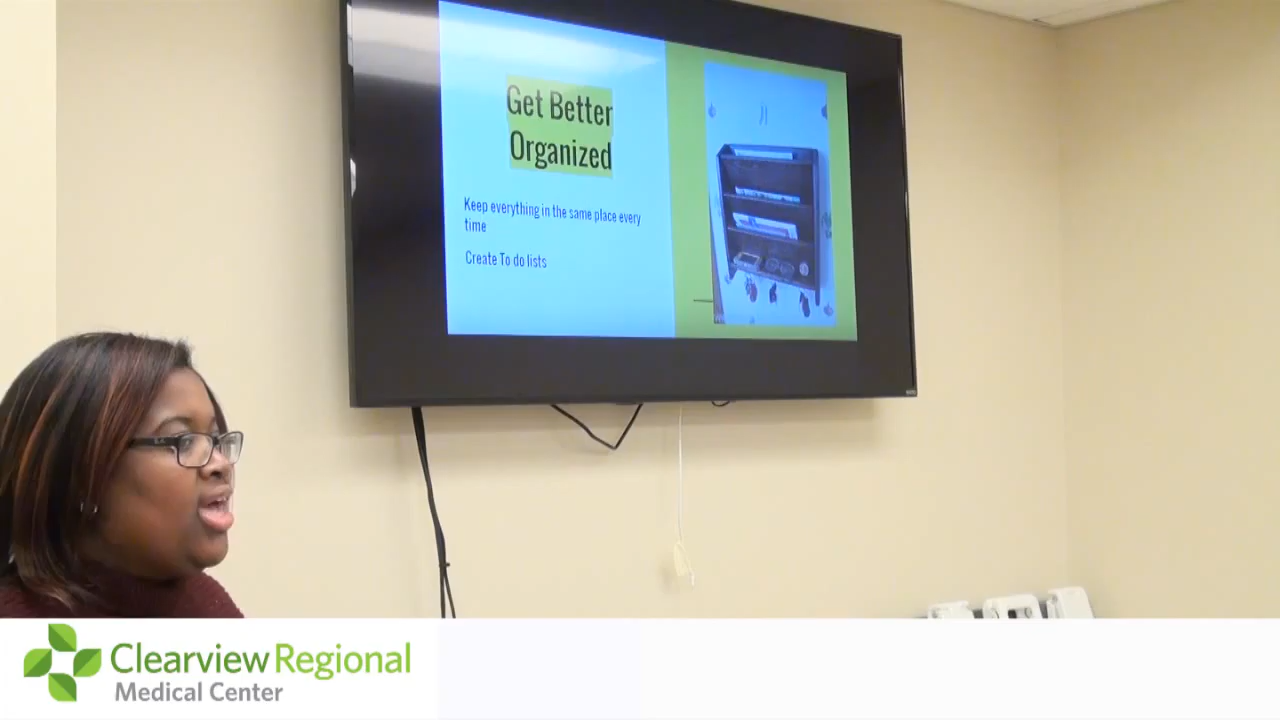 Get Better
Organized
Keep everything in the same place every
time
Create To do lists
Clearview Regional
Medical Center